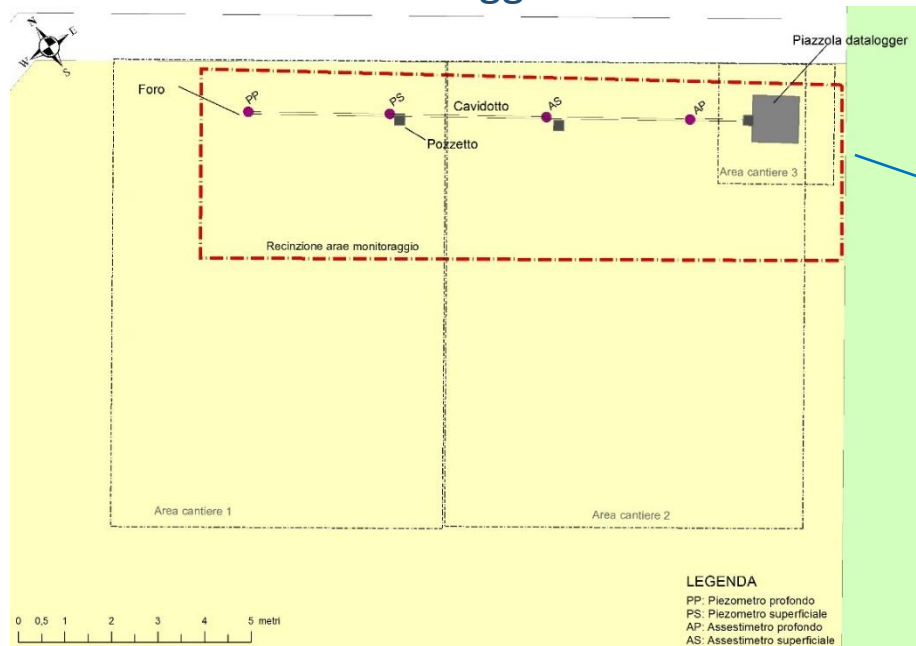 N
E
W
S
Piazzola datalogger
Foro
PP
PS
Cavidotto
AS
AP
Pozzetto
Area cantiere 3
Recinzione arae monitoraggio
Area cantiere 1
Area cantiere 2
LEGENDA
PP: Piezometro profondo
PS: Piezometro superficiale
AP: Assestimetro profondo
AS: Assestimetro superficiale
0 0,5 1 2 3 4 5 metri